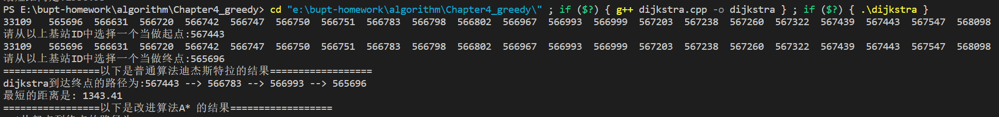 PS E:\bupt-homework\algorithm\Chapter4_greedy> cd "e:\bupt-homework\algorithm\Chapter4_greedy\" ; if ($?) { g++ dijkstra.cpp -o dijkstra } ; if ($?) { .\dijkstra }
33109 565696 566631 566720 566742 566747 566750 566751 566783 566798 566802 566967 566993 566999 567203 567238 567260 567322 567439 567443 567547 568098
请从以上基站ID中选择一个当做起点:567443
33109 565696 566631 566720 566742 566747 566750 566751 566783 566798 566802 566967 566993 566999 567203 567238 567260 567322 567439 567443 567547 568098
请从以上基站ID中选择一个当做终点:565696
=================以下是普通算法迪杰斯特拉的结果==================
dijkstra到达终点的路径为:567443 --> 566783 --> 566993 --> 565696
最短的距离是: 1343.41
=================以下是改进算法A* 的结果==================